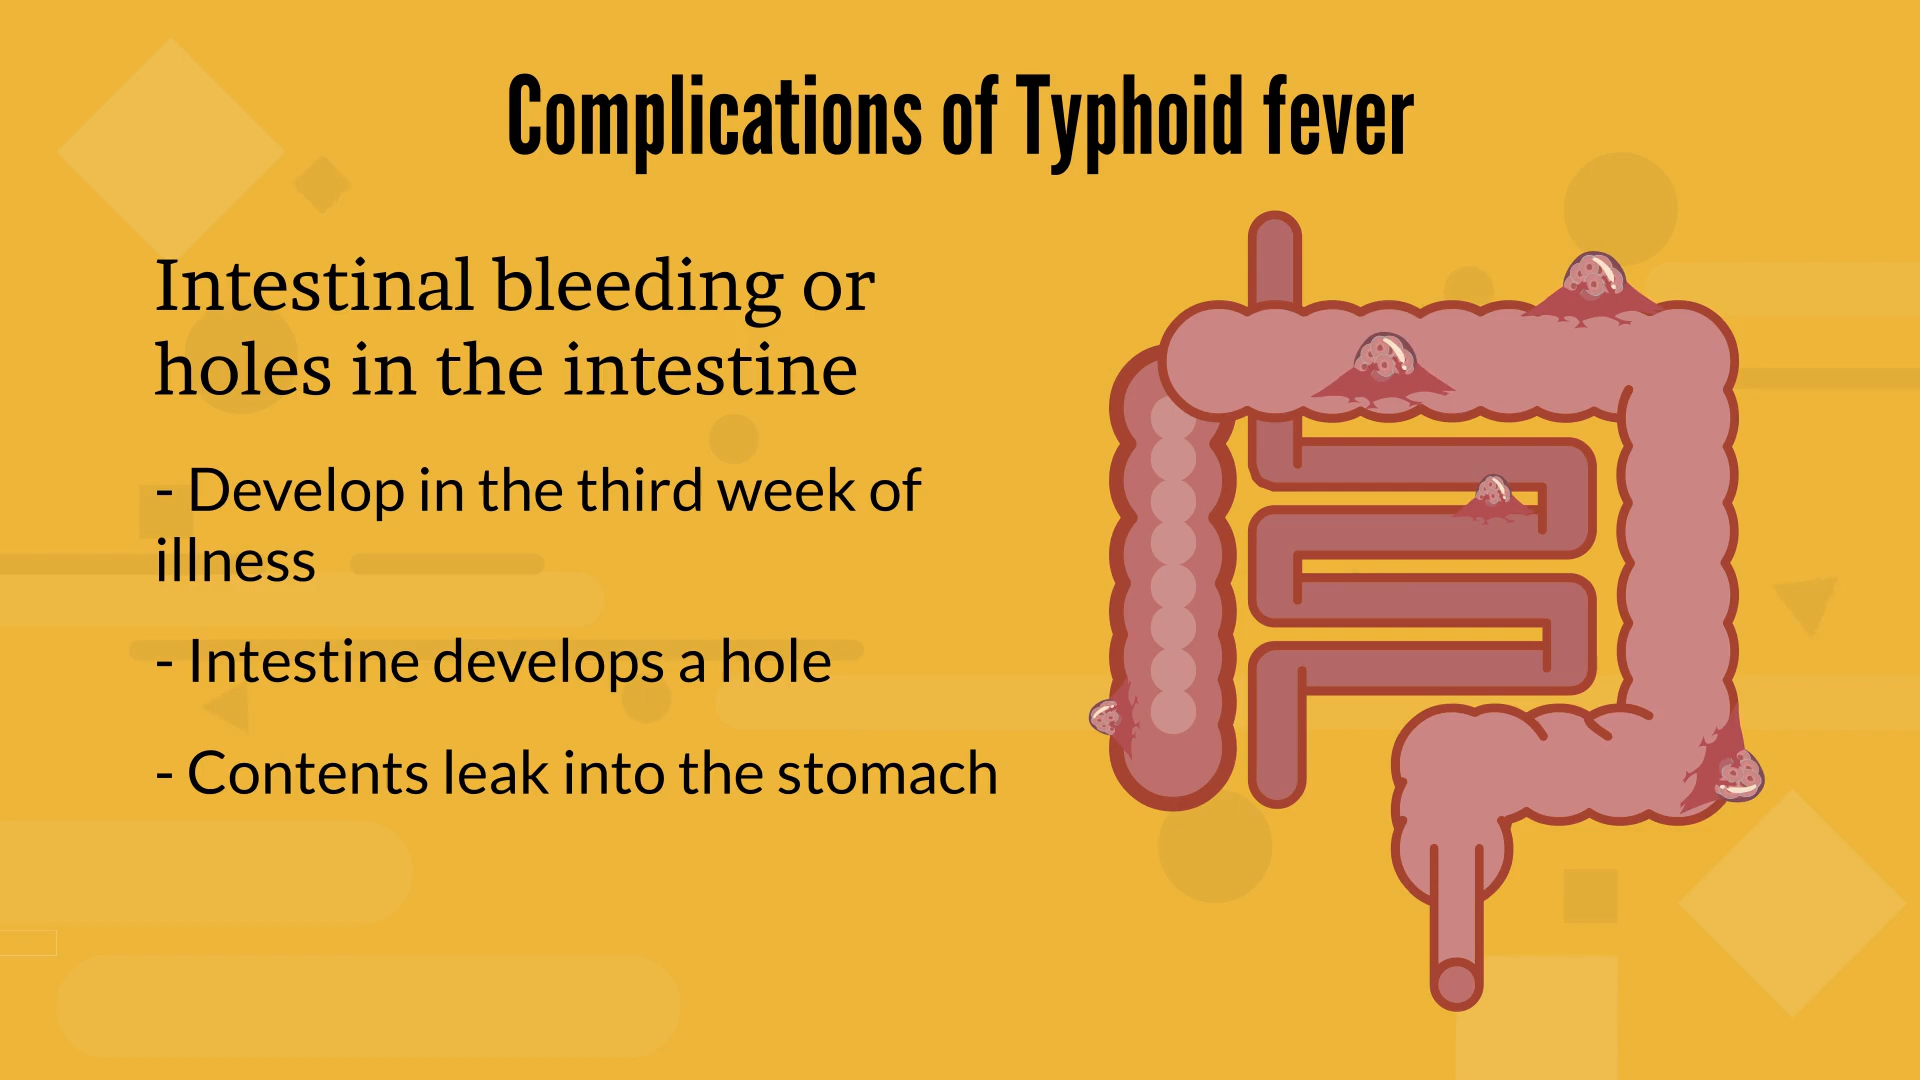 Complications of Typhoid fever
Intestinal bleeding or
holes in the intestine
- Develop in the third week of
illness
- Intestine develops a hole
- Contents leak into the stomach